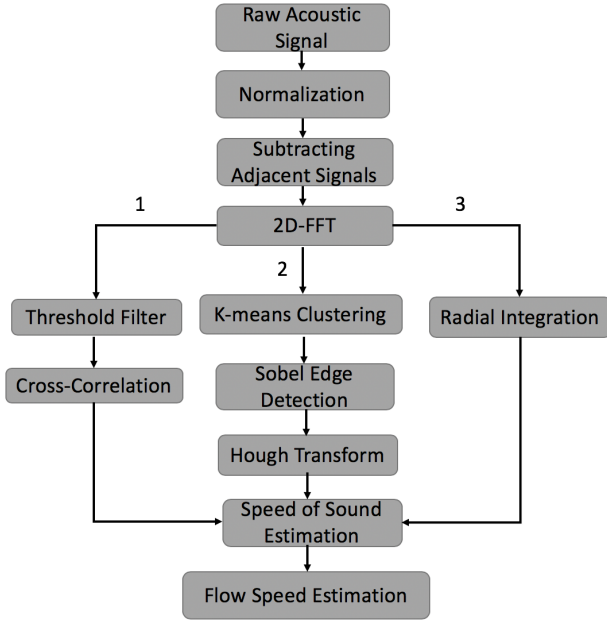 Raw Acoustic
Signal
Normalization
Subtracting
Adjacent Signals
1
3
2D-FFT
2
Threshold Filter
K-means Clustering
Radial Integration
Cross-Correlation
Sobel Edge
Detection
Hough Transform
Speed of Sound
Estimation
Flow Speed Estimation